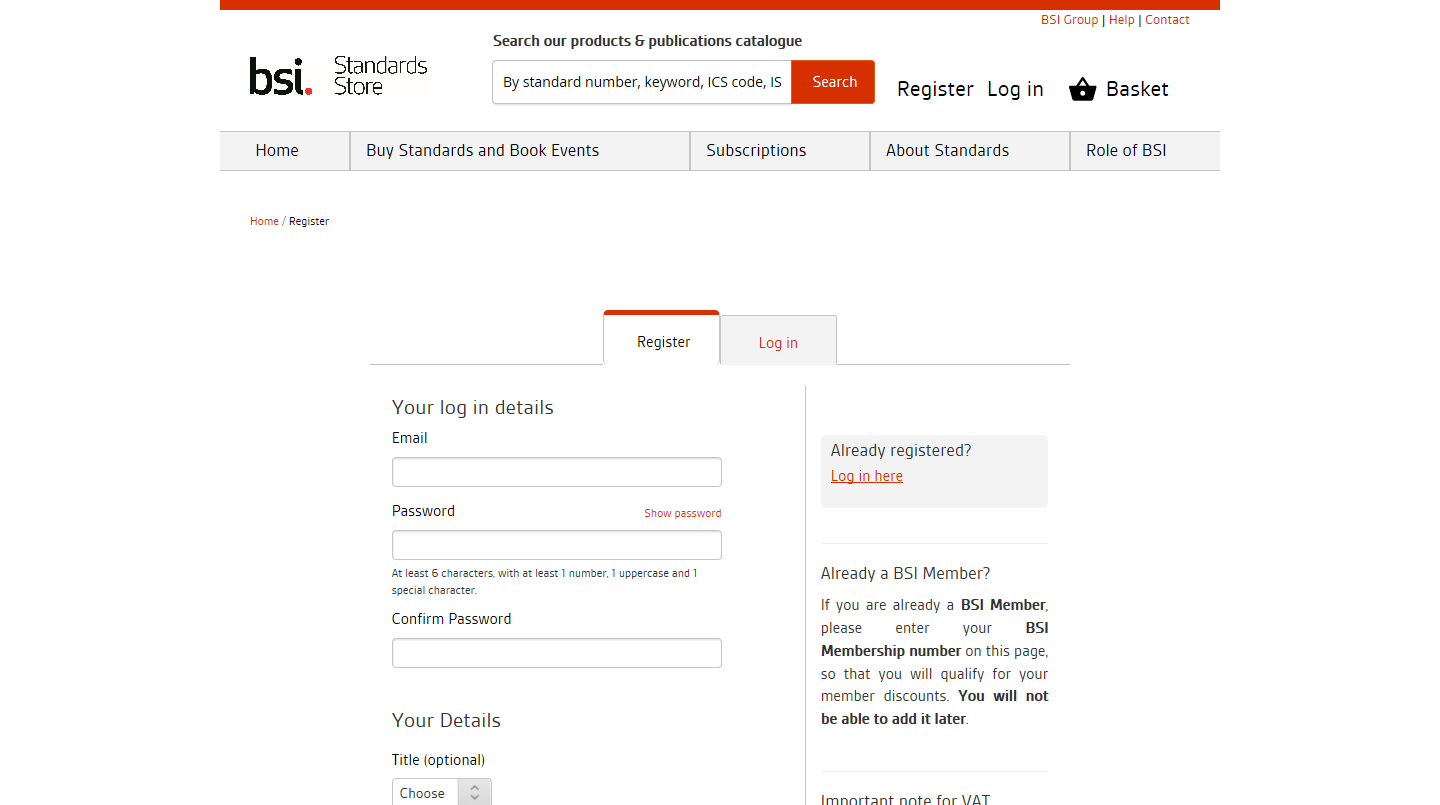 BSI Group | Help | Contact
Search our products & publications catalogue
bsi. Standards
Store
By standard number, keyword, ICS code, IS
Search
Register Log in Basket
Home
Buy Standards and Book Events
Subscriptions
About Standards
Role of BSI
Home / Register
Register
Log in
Your log in details
Email
Password
Show password
At least 6 characters, with at least 1 number, 1 uppercase and 1
special character.
Confirm Password
Your Details
Title (optional)
Choose
Already registered?
Log in here
Already a BSI Member?
If you are already a BSI Member,
please enter your BSI
Membership number on this page,
so that you will qualify for your
member discounts. You will not
be able to add it later.
Important note for VAT